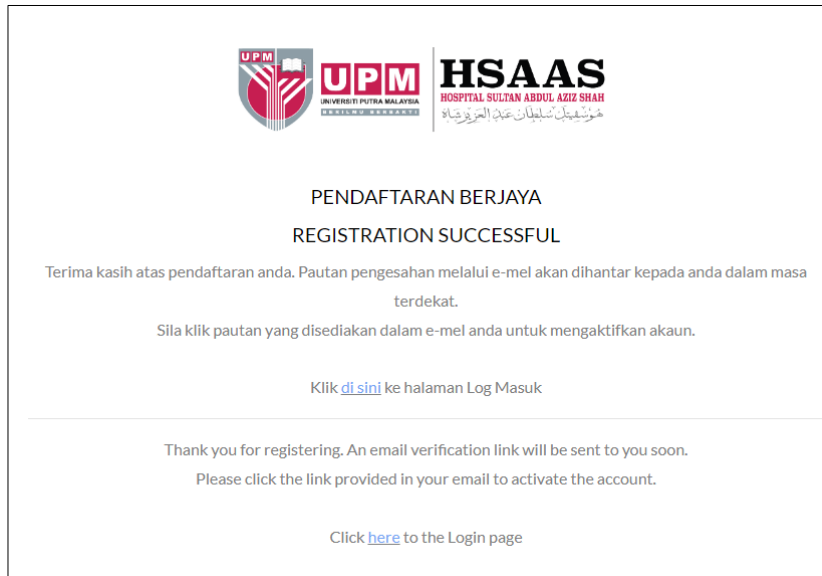 UPM
UPM
UNIVERSITI PUTRA MALAYSIA
BERILMU BERBAKTI
HSAAS
HOSPITAL SULTAN ABDUL AZIZ SHAH
هوسڤيتل سلطان عبدالعزيز شاه
PENDAFTARAN BERJAYA
REGISTRATION SUCCESSFUL
Terima kasih atas pendaftaran anda. Pautan pengesahan melalui e-mel akan dihantar kepada anda dalam masa
terdekat.
Sila klik pautan yang disediakan dalam e-mel anda untuk mengaktifkan akaun.
Klik di sini ke halaman Log Masuk
Thank you for registering. An email verification link will be sent to you soon.
Please click the link provided in your email to activate the account.
Click here to the Login page